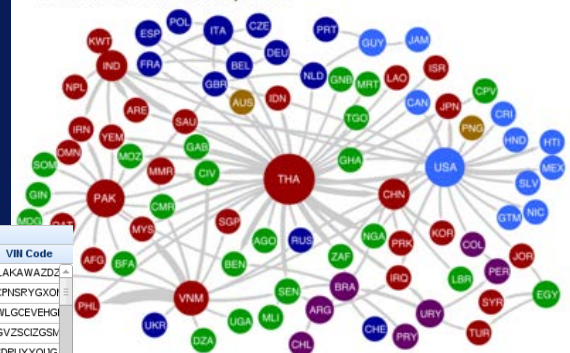 POL
ESP
ITA
CZE
PRT
KWT
GUY
JAM
DEU
IND
FRA
BEL
NLD
ISR
GBR
GNB
MRT
LAO
NPL
CPV
AUS
IDN
CAN
JPN
ARE
CRI
SAU
TGO
PNG
IRN
YEM
HND
HTI
GAB
OMN
MOZ
GHA
SOM
MMR
CIV
THA
USA
MEX
SLV
GIN
PAK
CHN
CMR
GTM
NIC
MYS
SGP
NGA
KOR
VIN Code
AGO
RUS
PRK
COL
AFG
BFA
BEN
ZAF
JOR
PER
IRQ
LBR
SEN
BRA
EGY
VNM
PHL
SYR
ARG
URY
UGA
MLI
UKR
CHE
TUR
DZA
PRY
CHL